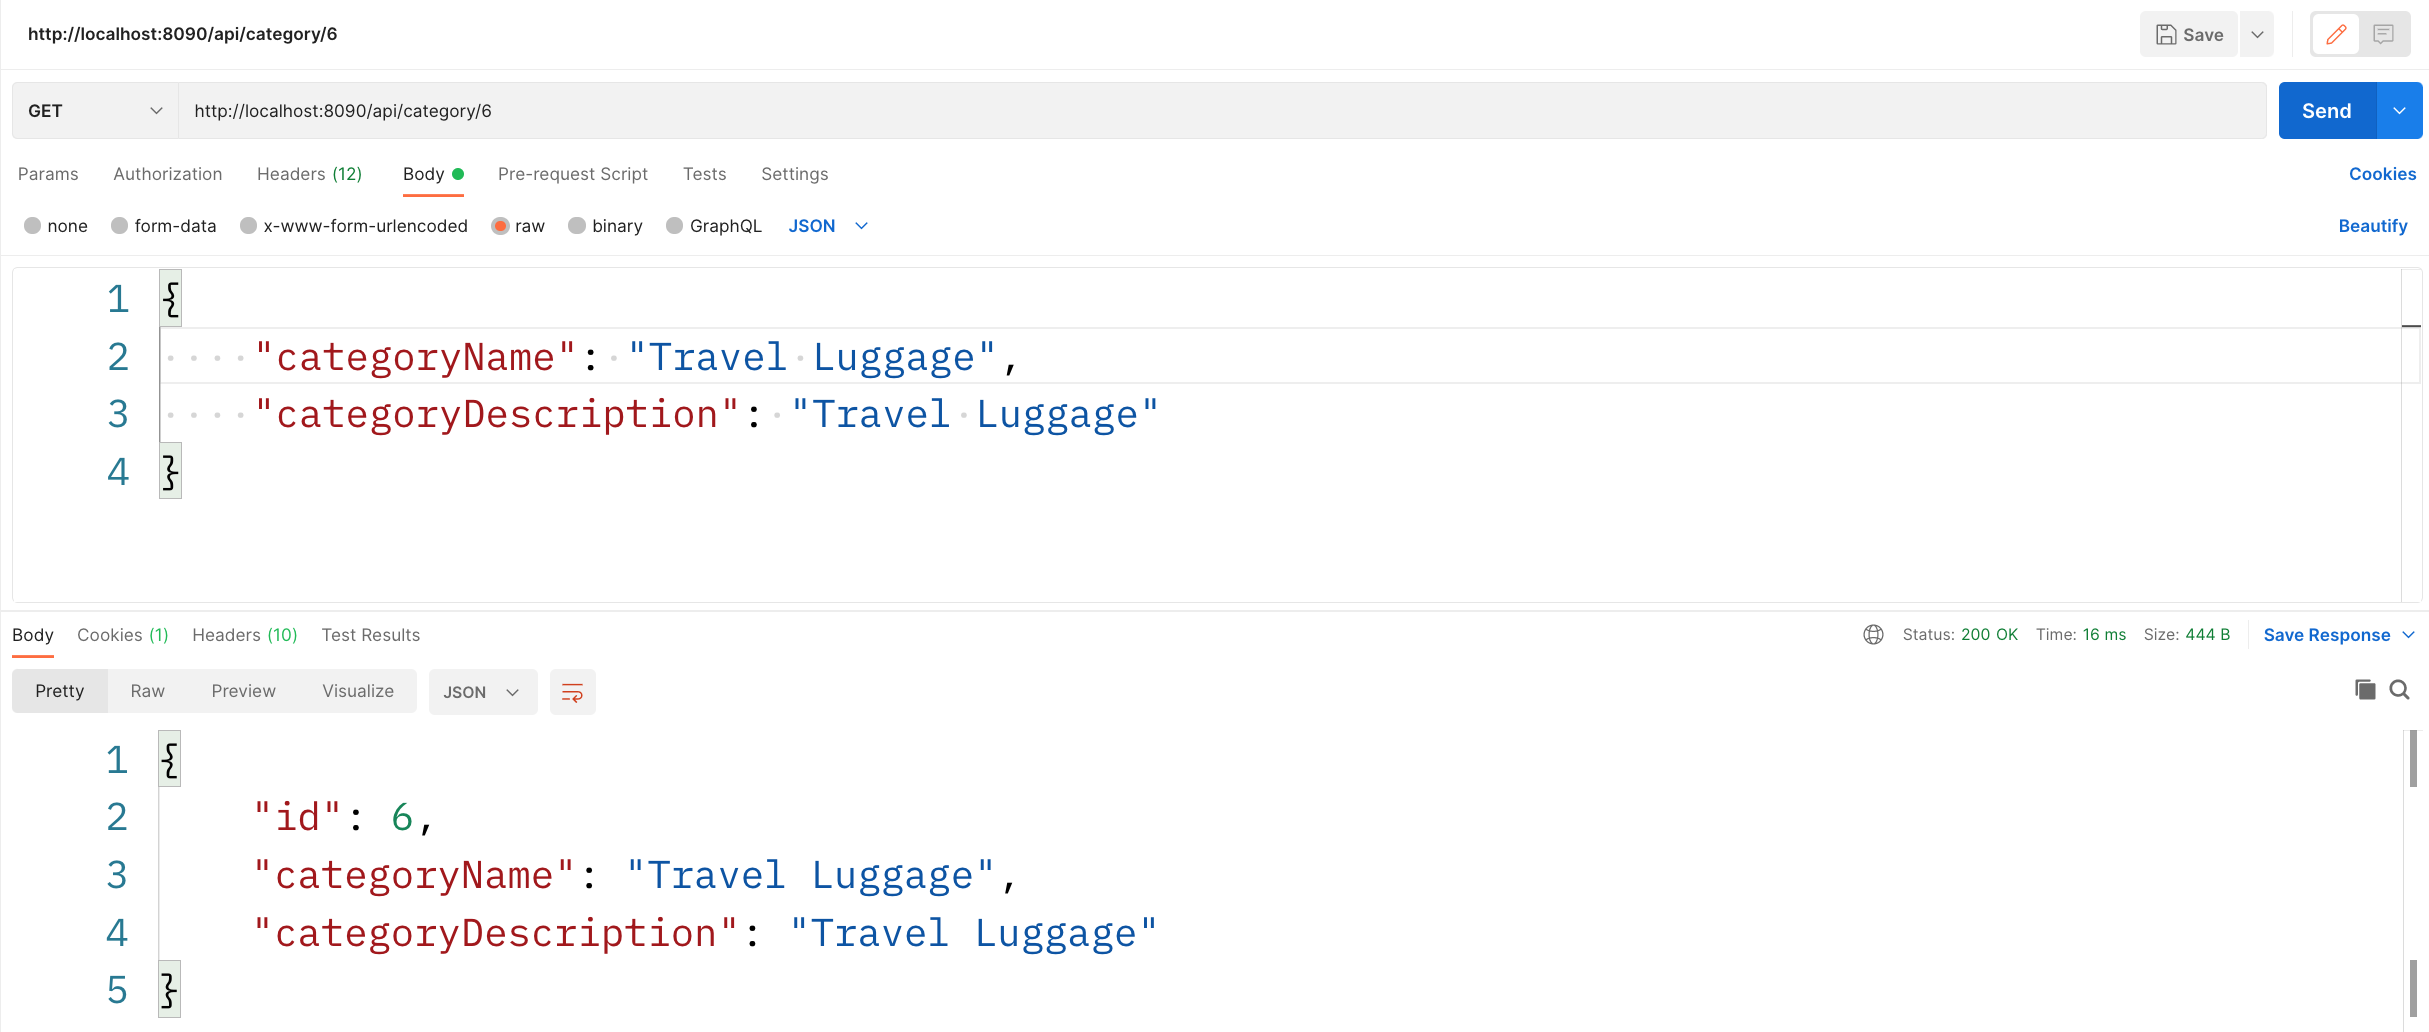 http://localhost:8090/api/category/6
Save
GET
http://localhost:8090/api/category/6
Send
Params Authorization Headers (12) Body Pre-request Script Tests Settings Cookies
none form-data x-www-form-urlencoded raw binary GraphQL JSON Beautify
1 {
2 "categoryName": "Travel Luggage",
3 "categoryDescription": "Travel Luggage"
4 }
Body Cookies (1) Headers (10) Test Results Status: 200 OK Time: 16 ms Size: 444 B Save Response
Pretty Raw Preview Visualize JSON
1 {
2 "id": 6,
3 "categoryName": "Travel Luggage",
4 "categoryDescription": "Travel Luggage"
5 }